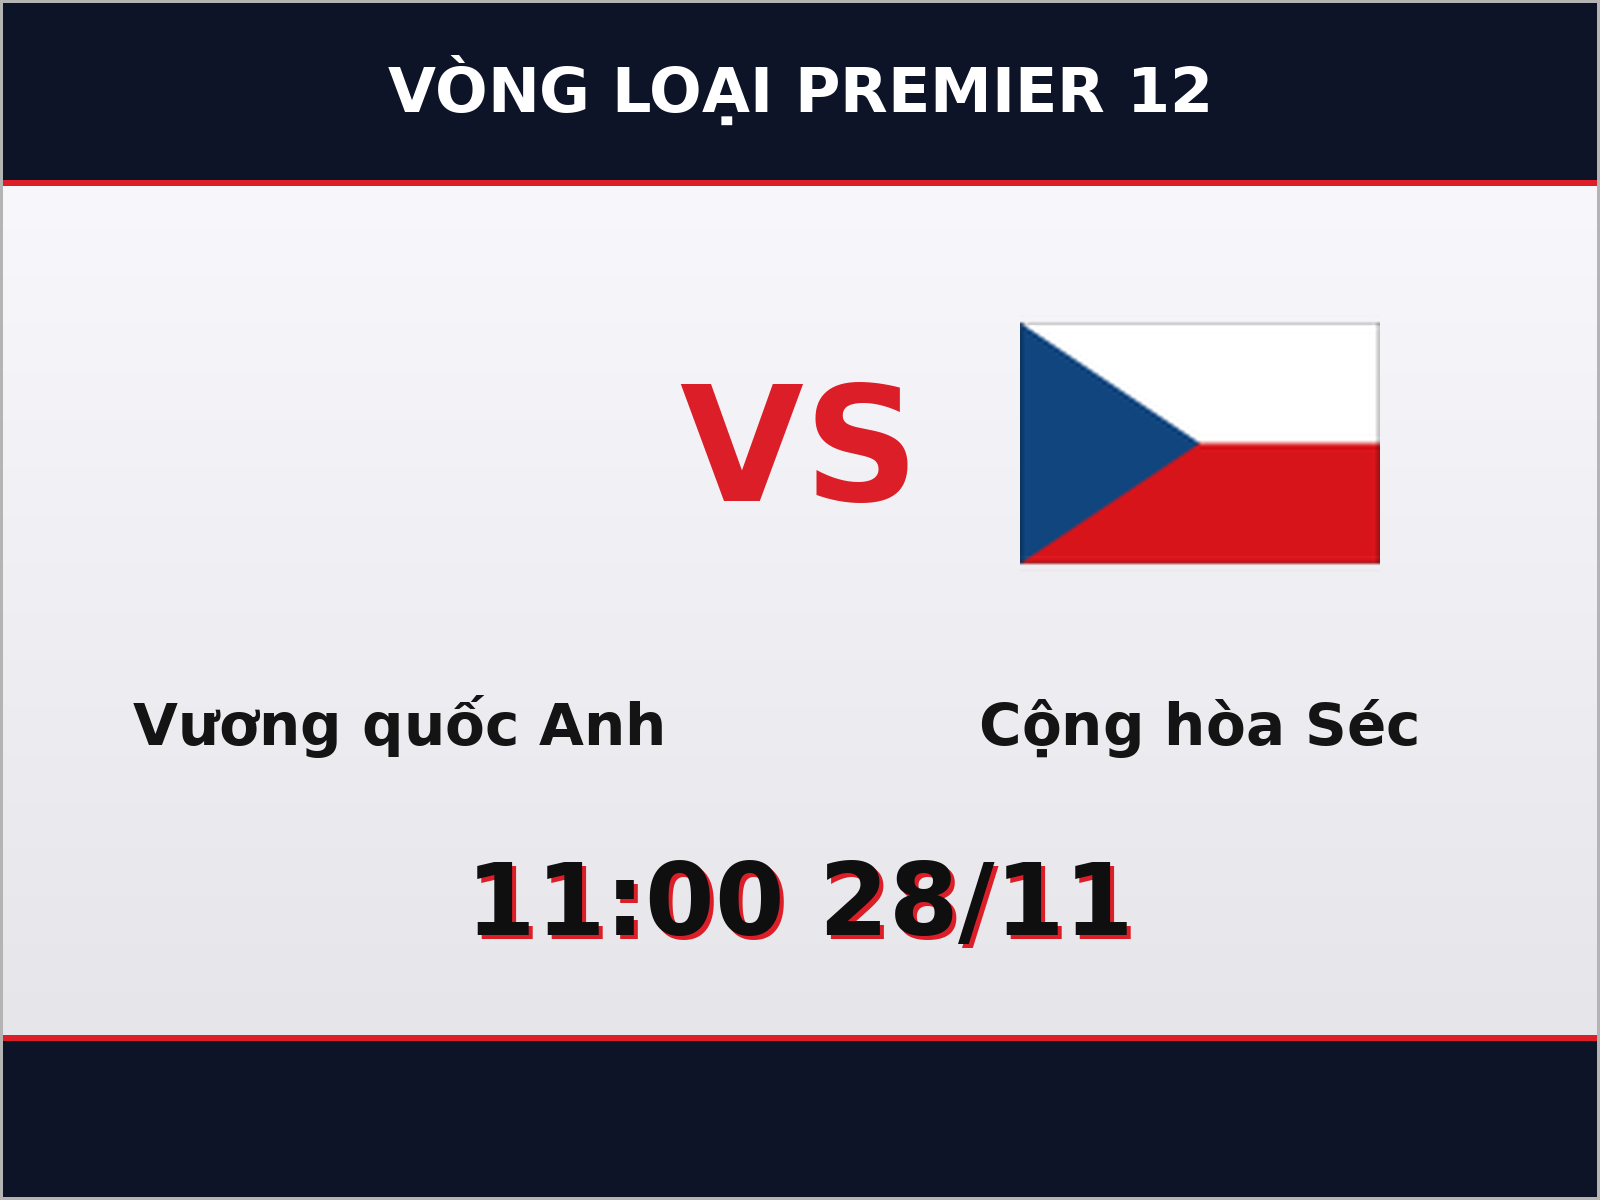 VÒNG LOẠI PREMIER 12
VS
Vương quốc Anh
Cộng hòa Séc
11:00 28/11